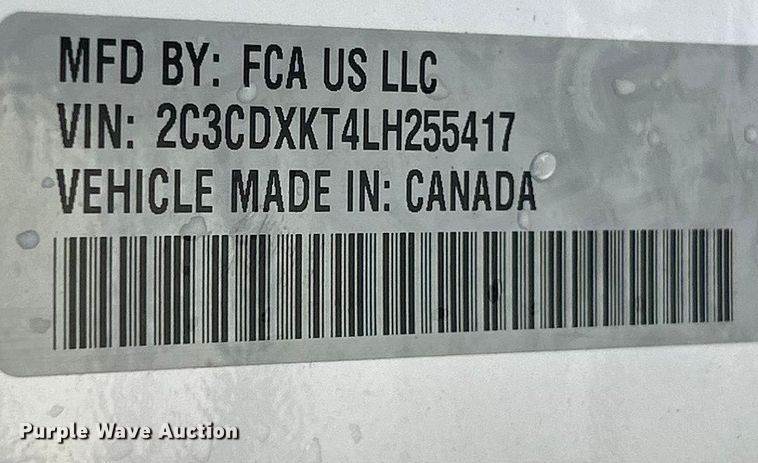 MFD BY: FCA US LLC
VIN: 2C3CDXKT4LH255417
VEHICLE MADE IN: CANADA
Purple Wave Auction